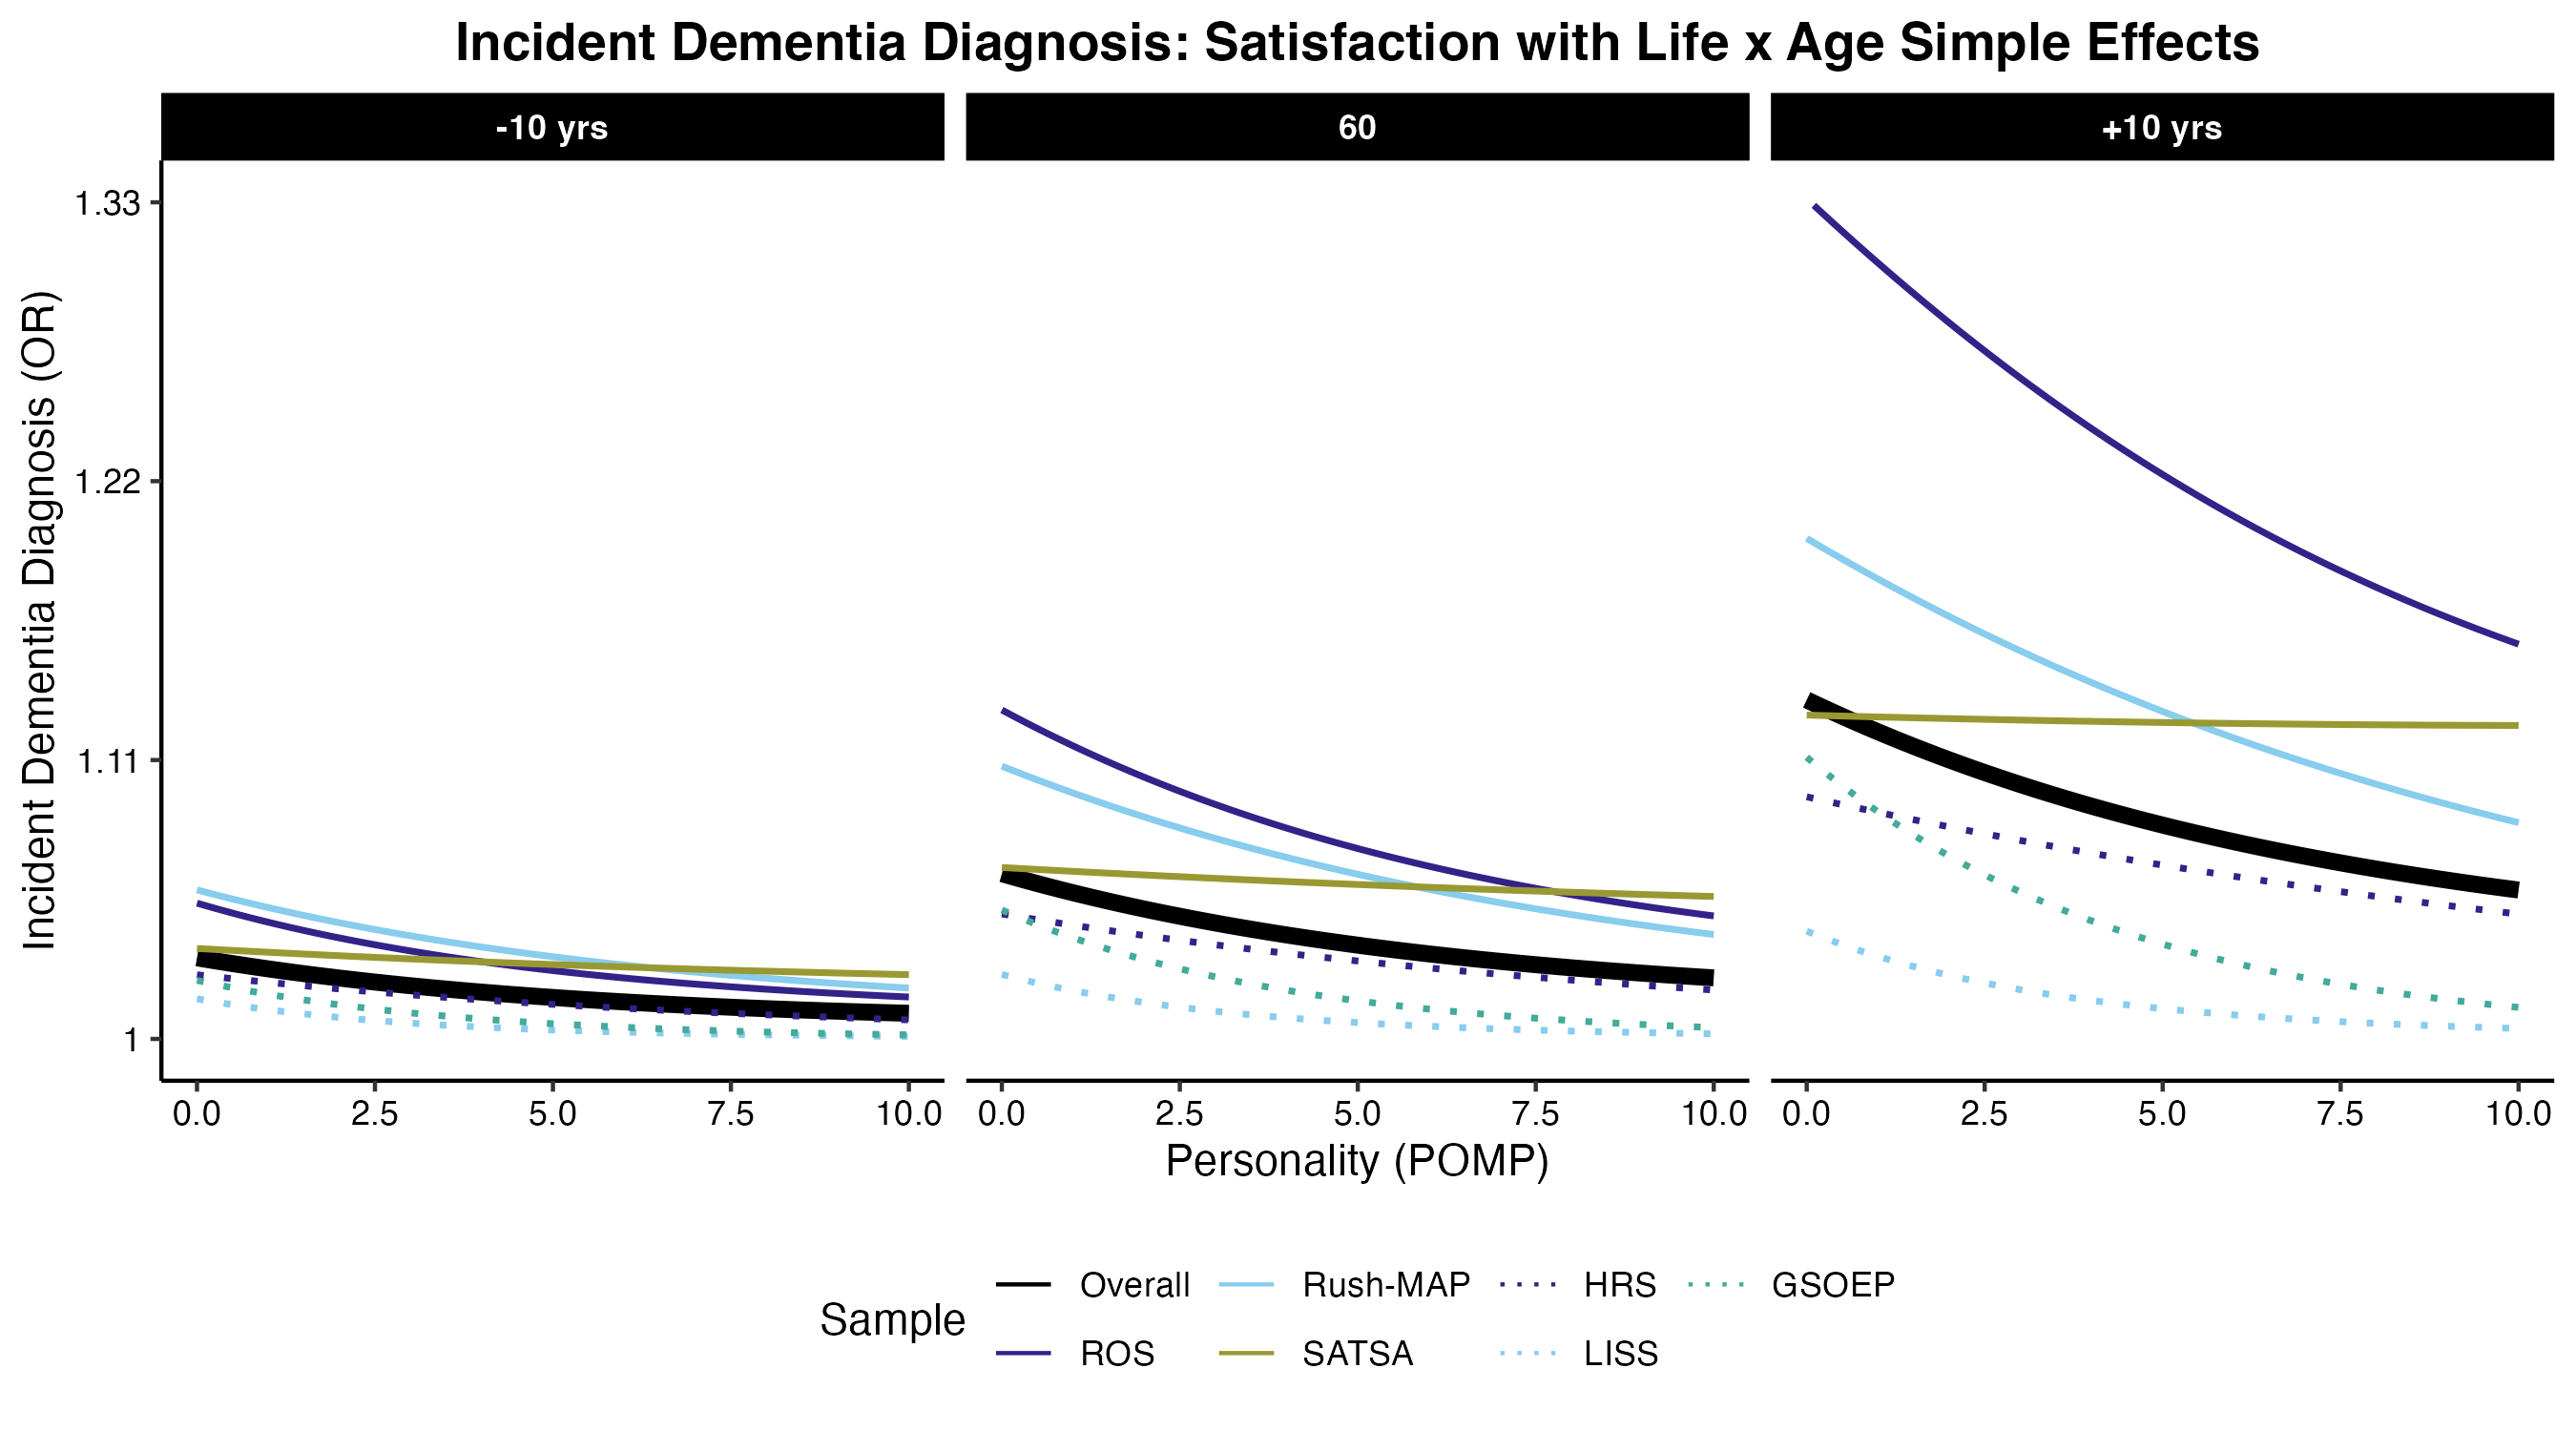 Incident Dementia Diagnosis: Satisfaction with Life x Age Simple Effects
-10 yrs 60 +10 yrs
Incident Dementia Diagnosis (OR)
1.33
1.22
1.11
1
0.0 2.5 5.0 7.5 10.0 0.0 2.5 5.0 7.5 10.0 0.0 2.5 5.0 7.5 10.0
Personality (POMP)
Sample
Overall Rush-MAP HRS GSOEP
ROS SATSA LISS